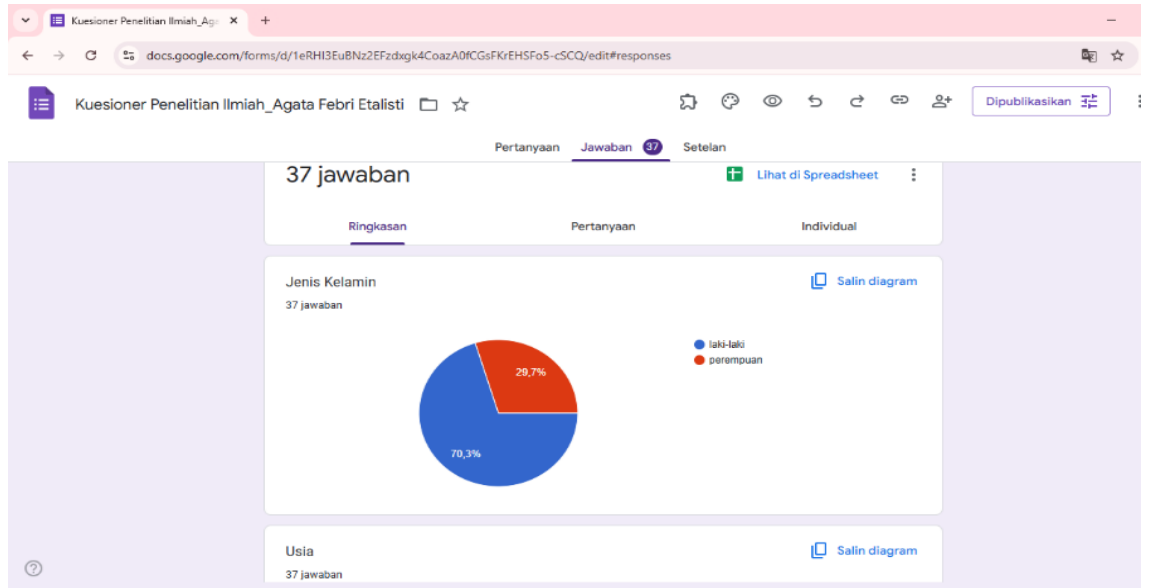 Kuesioner Penelitian Ilmiah_Aga
docs.google.com/forms/d/1eRHI3EuBNz2EFzdxgk4CoazA0fCGsFKrEHSFo5-cSCQ/edit#responses
Kuesioner Penelitian Ilmiah_Agata Febri Etalisti
Dipublikasikan
Pertanyaan Jawaban 37 Setelan
37 jawaban
Lihat di Spreadsheet
Ringkasan Pertanyaan Individual
Jenis Kelamin
Salin diagram
37 jawaban
laki-laki
perempuan
29,7%
70,3%
Usia
Salin diagram
37 jawaban